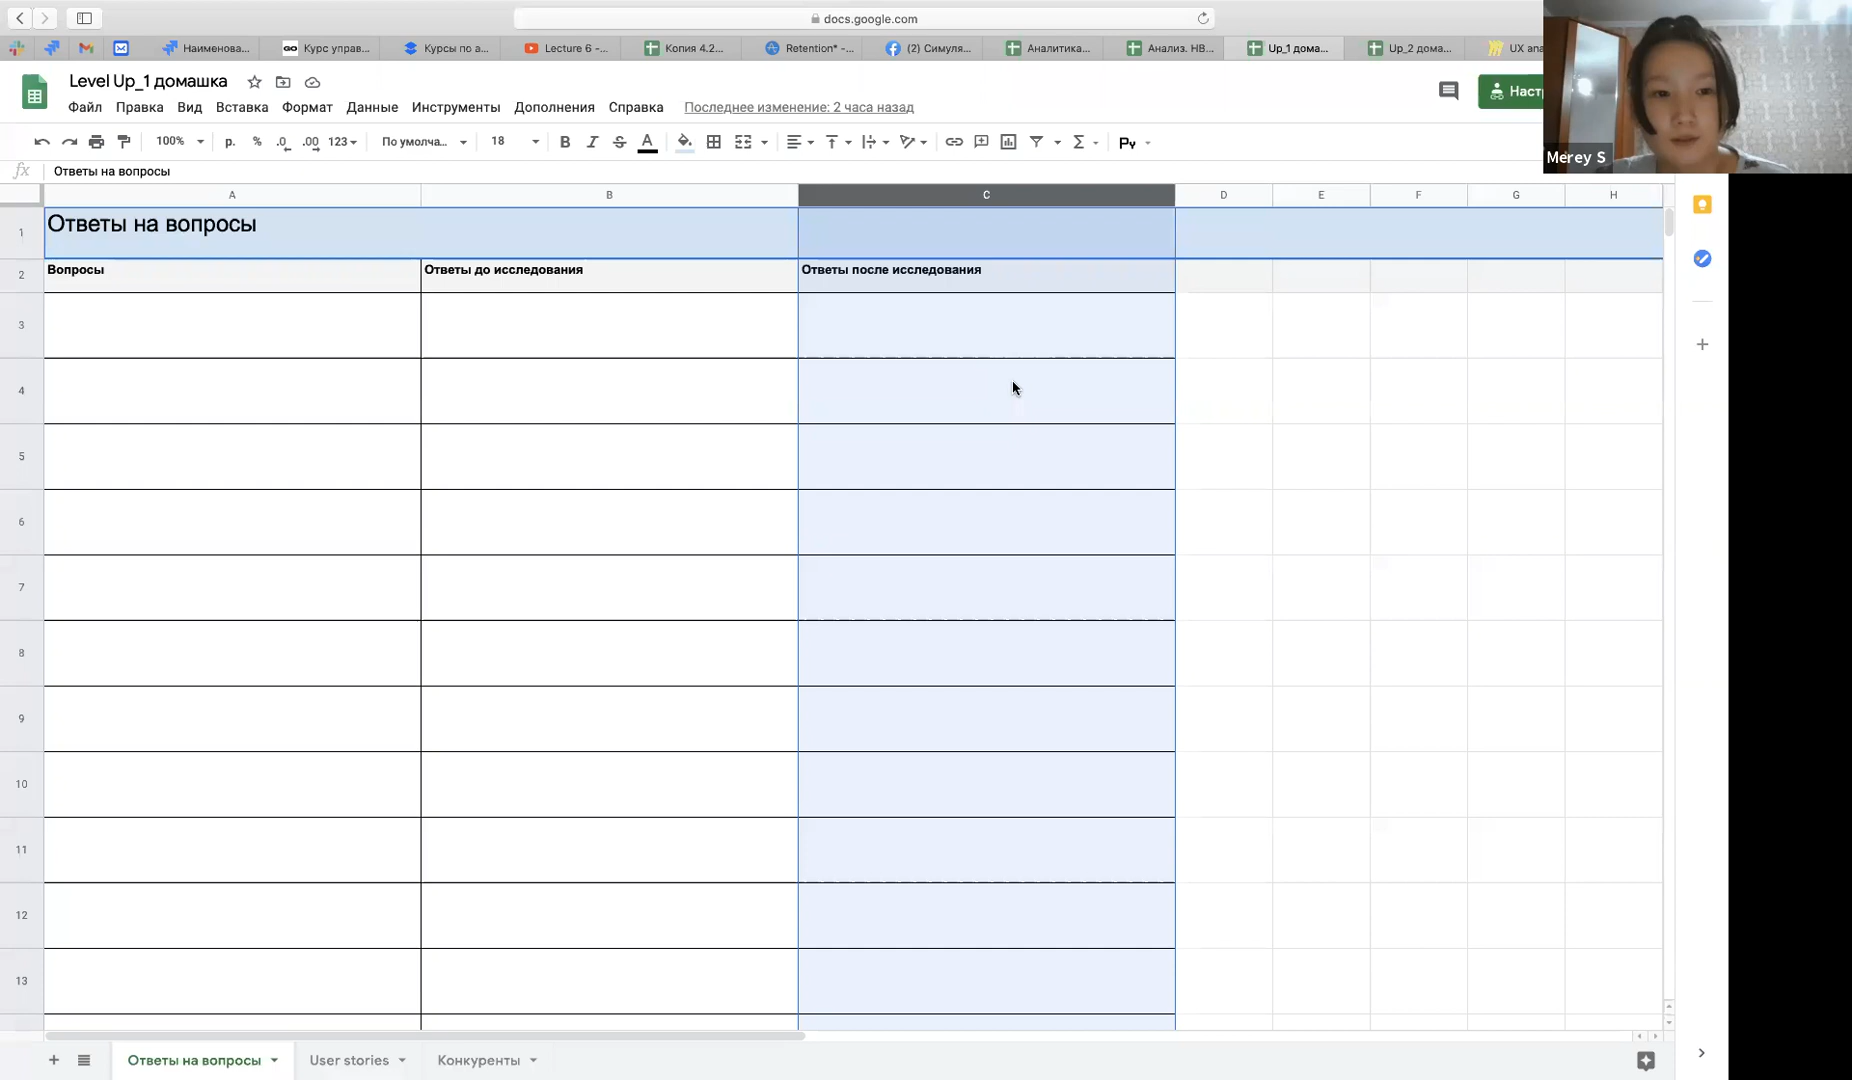 docs.google.com
Наименова...
Курс управ...
Курсы по а...
Lecture 6 -...
Копия 4.2...
Retention* -...
(2) Симуля...
Аналитика...
Анализ. HB...
Up_1 дома...
Up_2 дома...
UX ana
Level Up_1 домашка
Файл Правка Вид Вставка Формат Данные Инструменты Дополнения Справка Последнее изменение: 2 часа назад
Наст
Merey S
100% р. % .0 .00 123 По умолча... 18 B I S A Σ Py
fx Ответы на вопросы
A B C D E F G H
1 Ответы на вопросы
2 Вопросы Ответы до исследования Ответы после исследования
3
4
5
6
7
8
9
10
11
12
13
Ответы на вопросы User stories Конкуренты